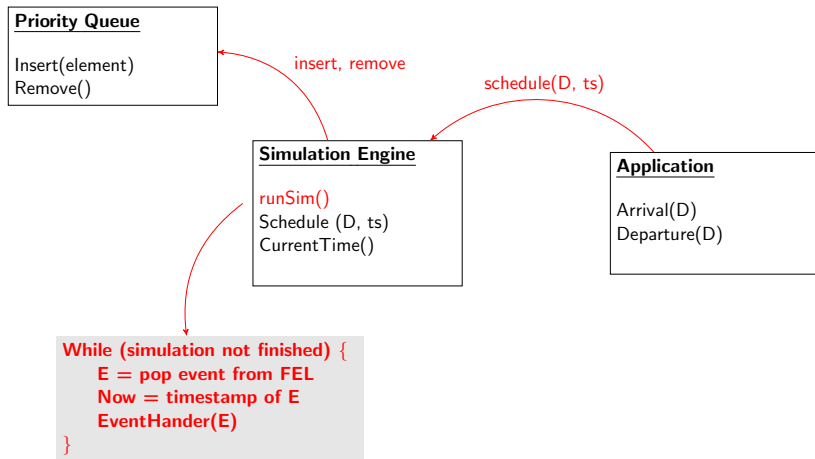 Priority Queue
Insert(element)
Remove()
insert, remove
schedule(D, ts)
Simulation Engine
runSim()
Schedule (D, ts)
CurrentTime()
Application
Arrival(D)
Departure(D)
While (simulation not finished) {
E = pop event from FEL
Now = timestamp of E
EventHander(E)
}